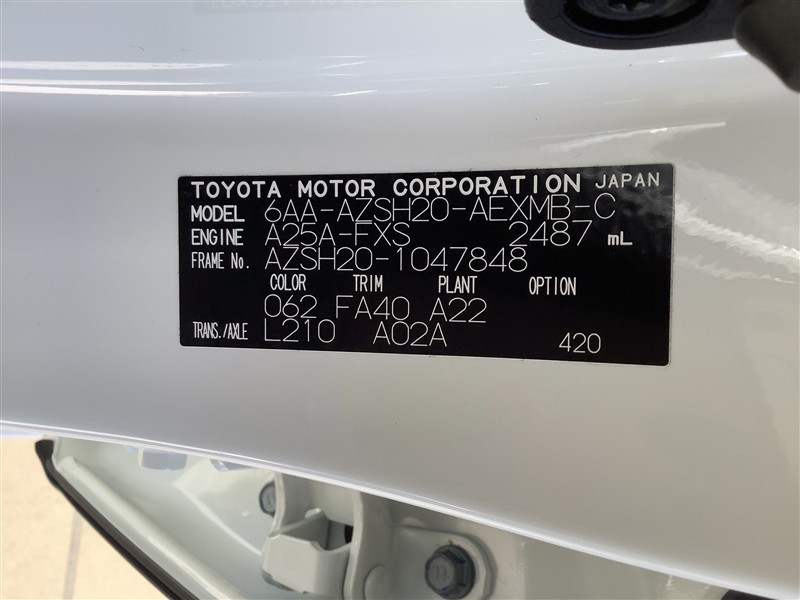 TOYOTA MOTOR CORPORATION JAPAN
MODEL 6AA-AZSH20-AEXMB-C
ENGINE A25A-FXS 2487 mL
FRAME No. AZSH20-1047848
COLOR TRIM PLANT OPTION
062 FA40 A22
TRANS./AXLE L210 A02A 420